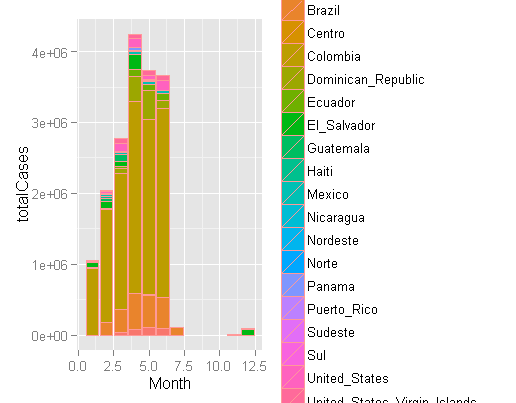 4e+06
3e+06
2e+06
1e+06
0e+00
totalCases
0.0 2.5 5.0 7.5 10.0 12.5
Month
Brazil
Centro
Colombia
Dominican_Republic
Ecuador
El_Salvador
Guatemala
Haiti
Mexico
Nicaragua
Nordeste
Norte
Panama
Puerto_Rico
Sudeste
Sul
United_States
United_States_Virgin_Islands